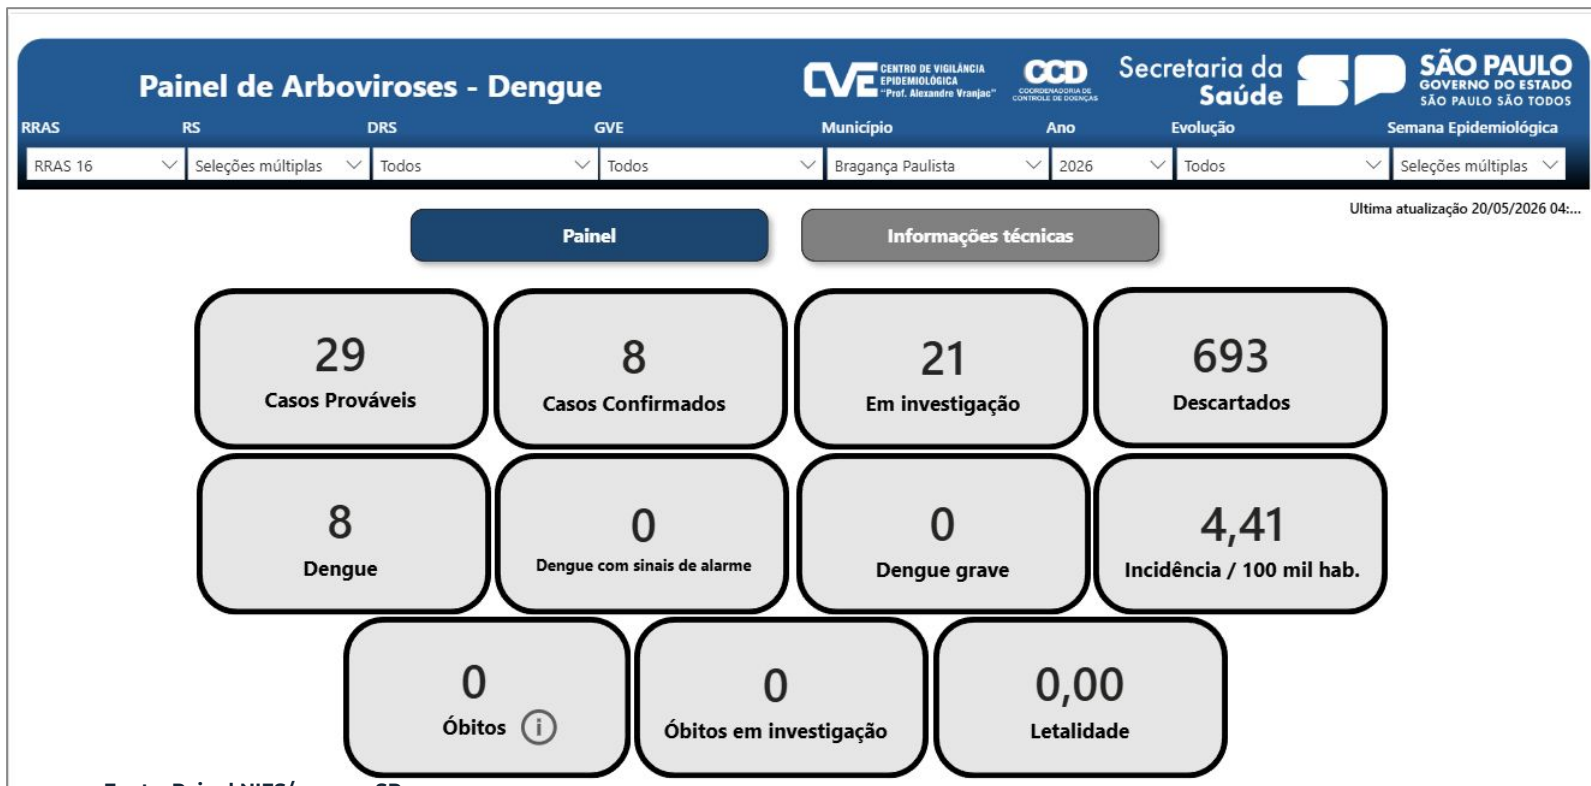 Painel de Arboviroses - Dengue
CVE CENTRO DE VIGILÂNCIA EPIDEMIOLÓGICA "Prof. Alexandre Vranjac"
CCD COORDENADORIA DE CONTROLE DE DOENÇAS
Secretaria da Saúde
SP
SÃO PAULO
GOVERNO DO ESTADO
SÃO PAULO SÃO TODOS
RRAS RS DRS GVE Município Ano Evolução Semana Epidemiológica
RRAS 16 Seleções múltiplas Todos Todos Bragança Paulista 2026 Todos Seleções múltiplas
Ultima atualização 20/05/2026 04:...
Painel Informações técnicas
29 8 21 693
Casos Prováveis Casos Confirmados Em investigação Descartados
8 0 0 4,41
Dengue Dengue com sinais de alarme Dengue grave Incidência / 100 mil hab.
0 0 0,00
Óbitos Óbitos em investigação Letalidade